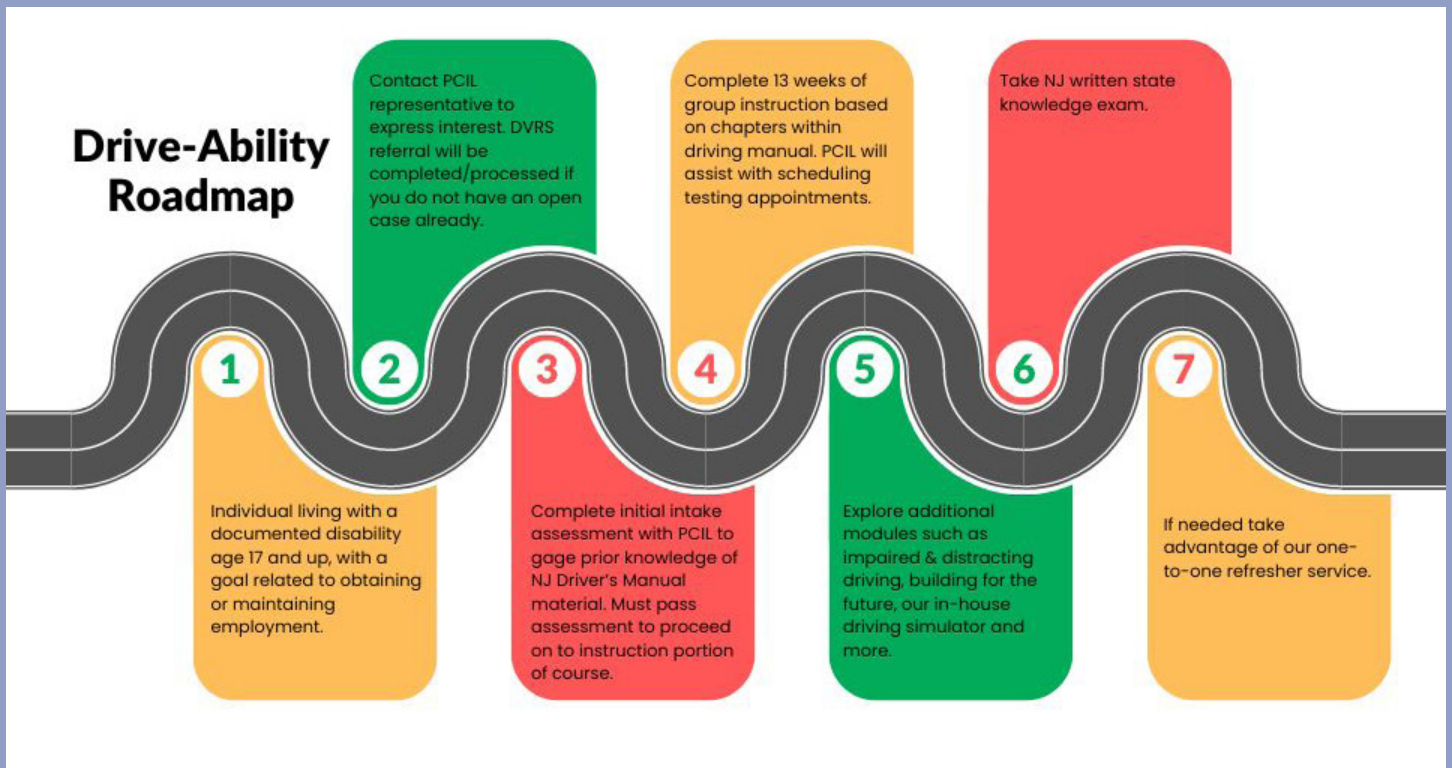 Drive-Ability
Roadmap
1
Individual living with a
documented disability
age 17 and up, with a
goal related to obtaining
or maintaining
employment.
2
Contact PCIL
representative to
express interest. DVRS
referral will be
completed/processed if
you do not have an open
case already.
3
Complete initial intake
assessment with PCIL to
gage prior knowledge of
NJ Driver's Manual
material. Must pass
assessment to proceed
on to instruction portion
of course.
4
Complete 13 weeks of
group instruction based
on chapters within
driving manual. PCIL will
assist with scheduling
testing appointments.
5
Explore additional
modules such as
impaired & distracting
driving, building for the
future, our in-house
driving simulator and
more.
6
Take NJ written state
knowledge exam.
7
If needed take
advantage of our one-
to-one refresher service.